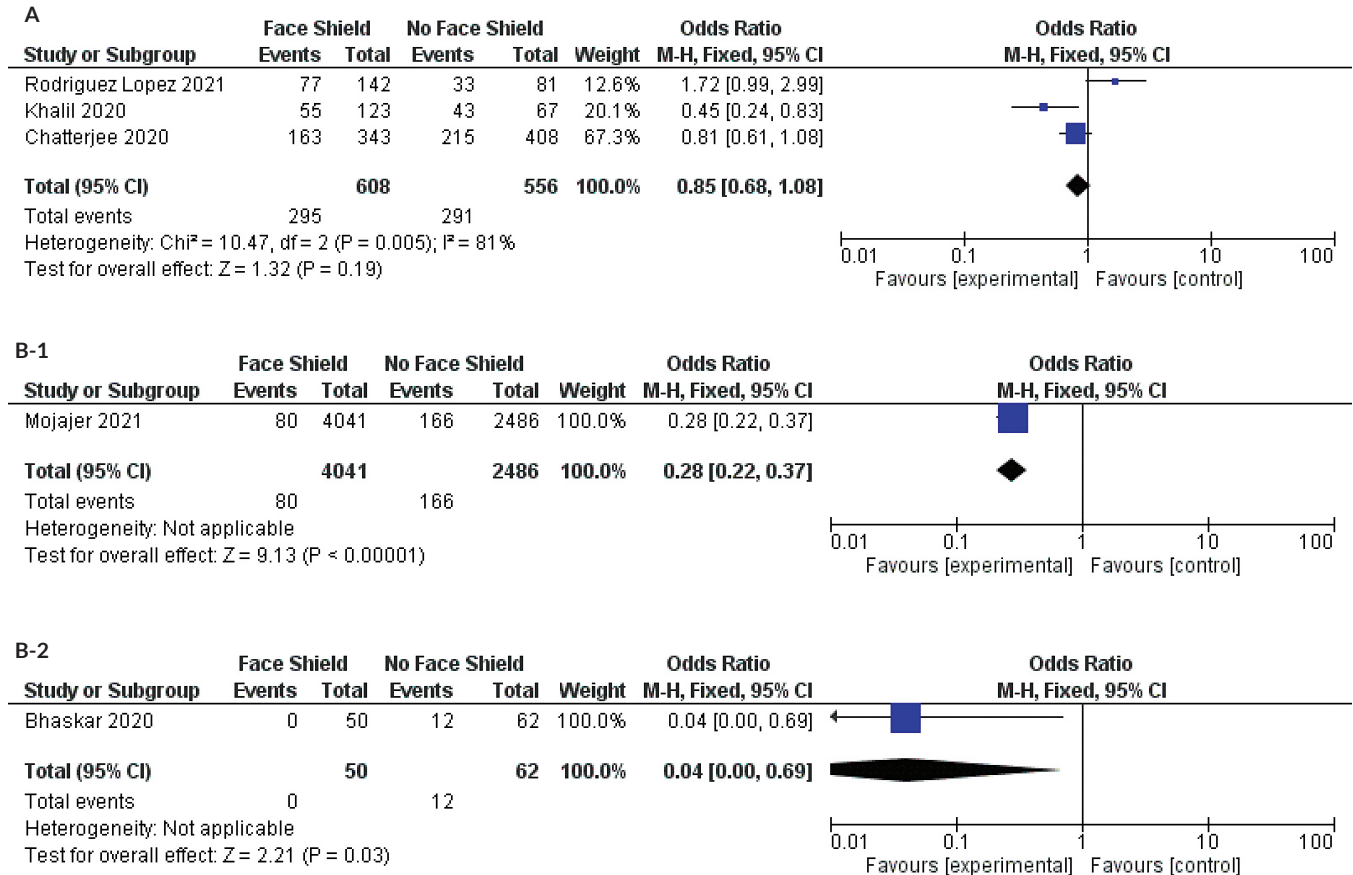 A
Face Shield No Face Shield Odds Ratio Odds Ratio
Study or Subgroup Events Total Events Total Weight M-H, Fixed, 95% CI M-H, Fixed, 95% CI
Rodriguez Lopez 2021 77 142 33 81 12.6% 1.72 [0.99, 2.99]
Khalil 2020 55 123 43 67 20.1% 0.45 [0.24, 0.83]
Chatterjee 2020 163 343 215 408 67.3% 0.81 [0.61, 1.08]
Total (95% CI) 608 556 100.0% 0.85 [0.68, 1.08]
Total events 295 291
Heterogeneity: Chi² = 10.47, df = 2 (P = 0.005); I² = 81%
Test for overall effect: Z = 1.32 (P = 0.19)
0.01 0.1 1 10 100
Favours [experimental] Favours [control]
B-1
Face Shield No Face Shield Odds Ratio Odds Ratio
Study or Subgroup Events Total Events Total Weight M-H, Fixed, 95% CI M-H, Fixed, 95% CI
Mojajer 2021 80 4041 166 2486 100.0% 0.28 [0.22, 0.37]
Total (95% CI) 4041 2486 100.0% 0.28 [0.22, 0.37]
Total events 80 166
Heterogeneity: Not applicable
Test for overall effect: Z = 9.13 (P < 0.00001)
0.01 0.1 1 10 100
Favours [experimental] Favours [control]
B-2
Face Shield No Face Shield Odds Ratio Odds Ratio
Study or Subgroup Events Total Events Total Weight M-H, Fixed, 95% CI M-H, Fixed, 95% CI
Bhaskar 2020 0 50 12 62 100.0% 0.04 [0.00, 0.69]
Total (95% CI) 50 62 100.0% 0.04 [0.00, 0.69]
Total events 0 12
Heterogeneity: Not applicable
Test for overall effect: Z = 2.21 (P = 0.03)
0.01 0.1 1 10 100
Favours [experimental] Favours [control]